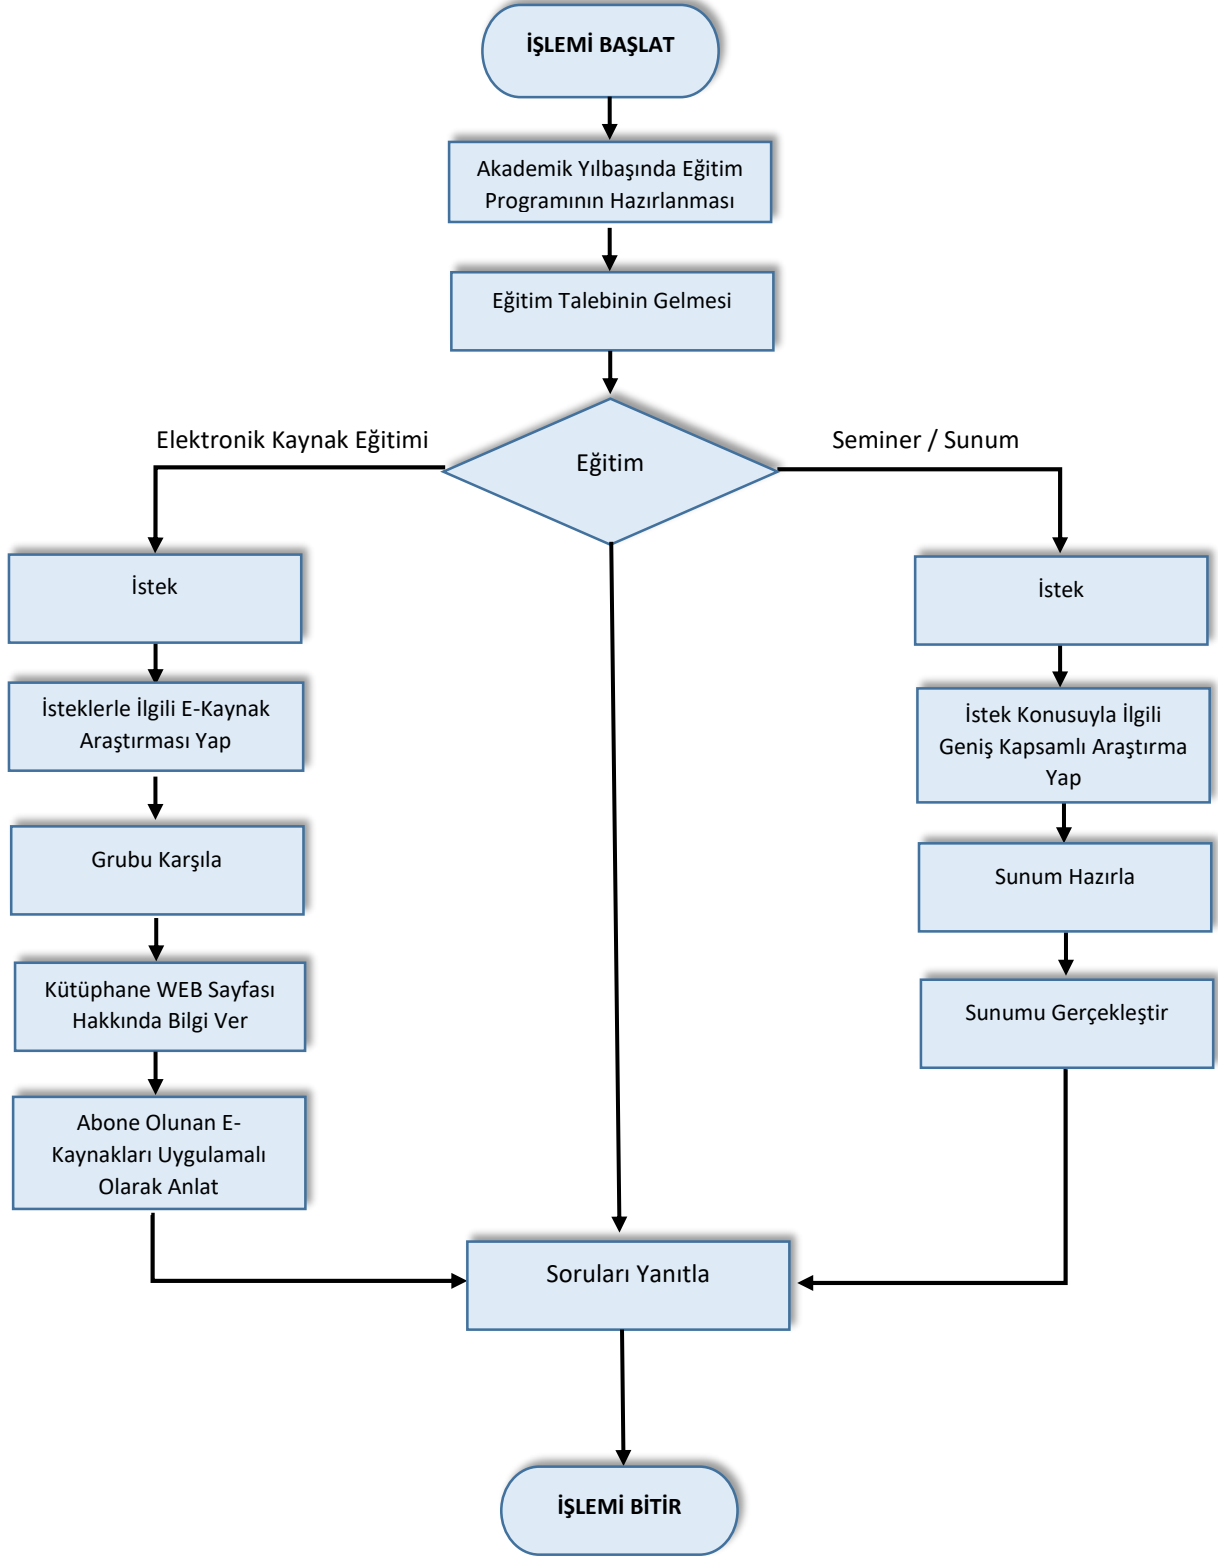 İŞLEMİ BAŞLAT
Akademik Yılbaşında Eğitim
Programının Hazırlanması
Eğitim Talebinin Gelmesi
Elektronik Kaynak Eğitimi
Eğitim
Seminer / Sunum
İstek
İsteklerle İlgili E-Kaynak
Araştırması Yap
Grubu Karşıla
Kütüphane WEB Sayfası
Hakkında Bilgi Ver
Abone Olunan E-
Kaynakları Uygulamalı
Olarak Anlat
İstek
İstek Konusuyla İlgili
Geniş Kapsamlı Araştırma
Yap
Sunum Hazırla
Sunumu Gerçekleştir
Soruları Yanıtla
İŞLEMİ BİTİR